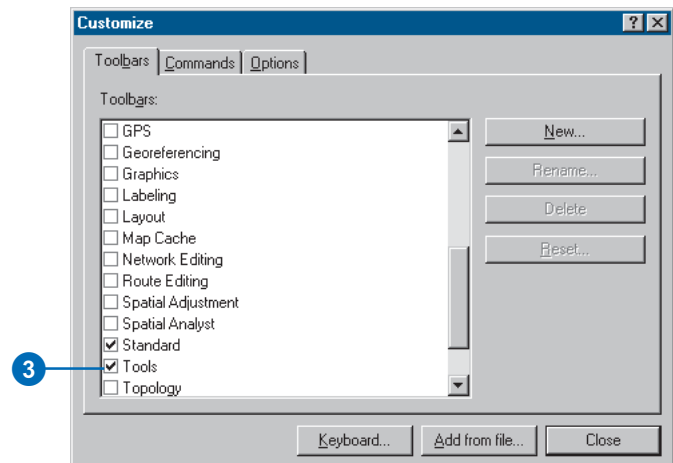 Customize
Toolbars Commands Options
Toolbars:
GPS
Georeferencing
Graphics
Labeling
Layout
Map Cache
Network Editing
Route Editing
Spatial Adjustment
Spatial Analyst
Standard
Tools
Topology
New...
Rename...
Delete
Reset...
3
Keyboard... Add from file... Close